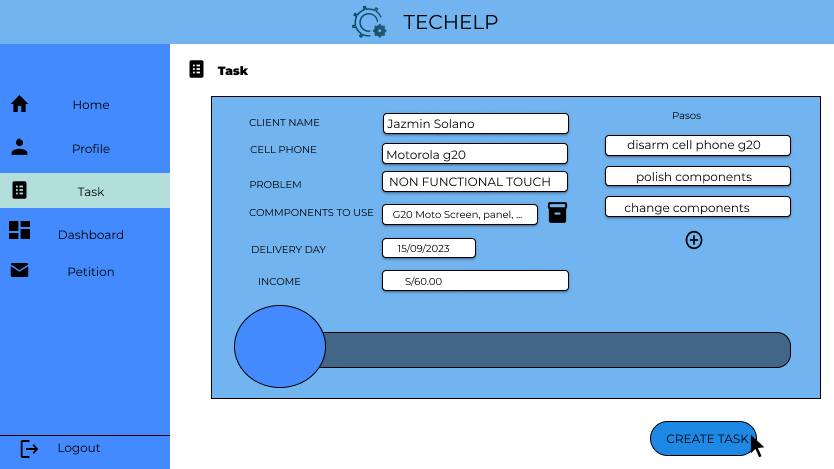 TECHELP
Home
Profile
Task
Dashboard
Petition
Logout
Task
CLIENT NAME
Jazmin Solano
CELL PHONE
Motorola g20
PROBLEM
NON FUNCTIONAL TOUCH
COMMPONENTS TO USE
G20 Moto Screen, panel, ...
DELIVERY DAY
15/09/2023
INCOME
S/60.00
Pasos
disarm cell phone g20
polish components
change components
CREATE TASK